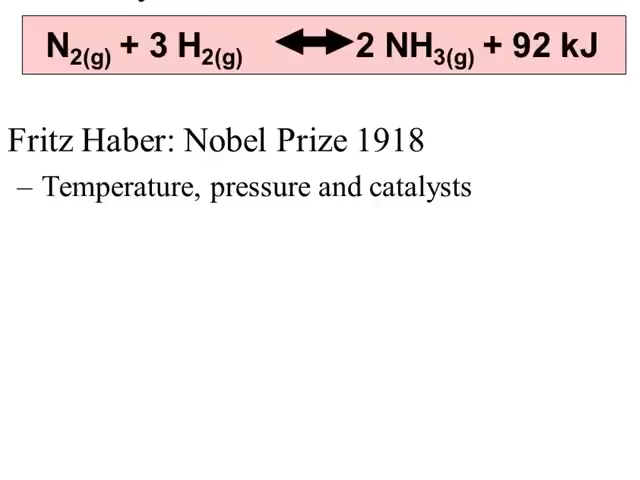 N2(g) + 3 H2(g) ⟷ 2 NH3(g) + 92 kJ
Fritz Haber: Nobel Prize 1918
– Temperature, pressure and catalysts